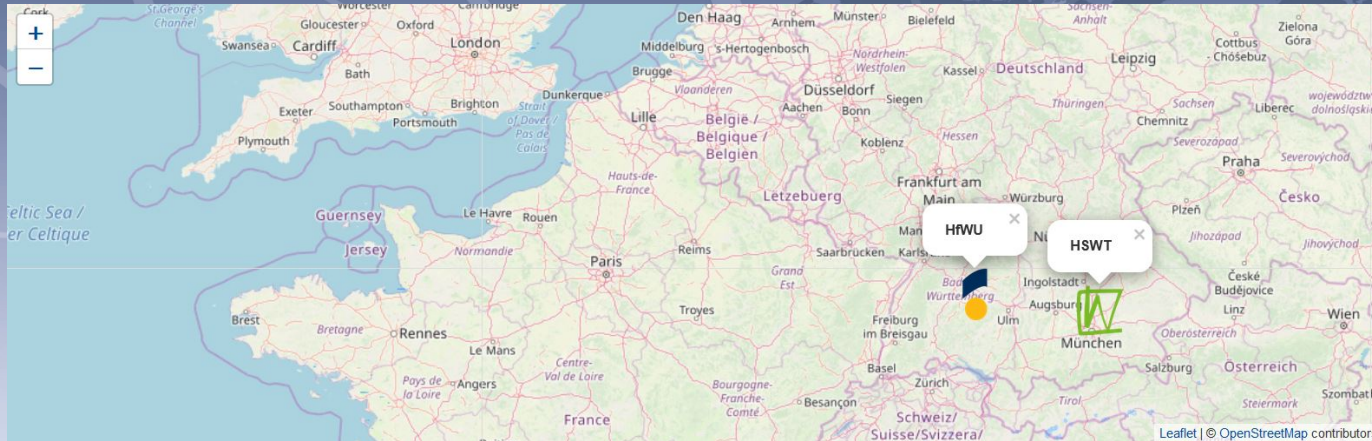 Cork
St George's
Channel
Worcester
Cambridge
Gloucester
Oxford
Swansea
Cardiff
London
Bath
Exeter
Southampton
Brighton
Portsmouth
Plymouth
Strait
of Dover /
Pas de
Calais
Dunkerque
Den Haag
Arnhem
Münster
Bielefeld
Middelburg
's-Hertogenbosch
Brugge
Vlaanderen
Düsseldorf
Nordrhein-
Westfalen
Kassel
Deutschland
Sachsen-
Anhalt
Leipzig
Cottbus
- Chóśebuz
Zielona
Góra
Lille
België /
Belgique /
Belgien
Aachen
Bonn
Siegen
Thüringen
Sachsen
Chemnitz
Liberec
województwo
dolnośląskie
Koblenz
Hessen
Severozápad
Severovýchod
Praha
Hauts-de-
France
Letzebuerg
Frankfurt am
Main
Würzburg
Plzeň
Česko
eltic Sea /
er Celtique
Guernsey
Jersey
Le Havre
Rouen
Normandie
Paris
Reims
Grand
Est
Saarbrücken
HfWU
×
HSWT
×
Jihozápad
Jihovýchod
Ingolstadt
Augsburg
České
Budějovice
Linz
Wien
Brest
Bretagne
Rennes
Le Mans
Troyes
Freiburg
im Breisgau
Ulm
München
Oberösterreich
Salzburg
Österreich
Pays de
la Loire
Angers
Centre-
Val de Loire
Bourgogne-
Franche-
Comté
Besançon
Basel
Zürich
Tirol
Steiermark
France
Schweiz/
Suisse/Svizzera/
Leaflet | © OpenStreetMap contributor